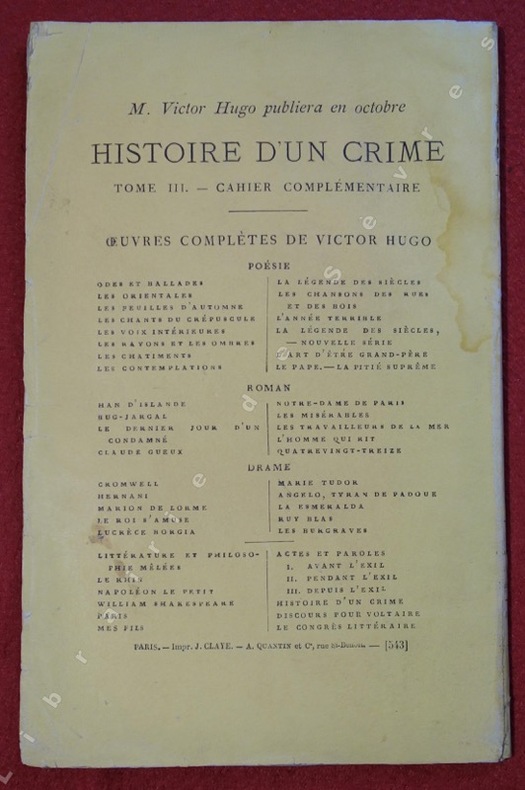 M. Victor Hugo publiera en octobre
HISTOIRE D'UN CRIME
TOME III. — CAHIER COMPLÉMENTAIRE
ŒUVRES COMPLÈTES DE VICTOR HUGO
POÉSIE
ODES ET BALLADES
LES ORIENTALES
LES FEUILLES D'AUTOMNE
LES CHANTS DU CRÉPUSCULE
LES VOIX INTÉRIEURES
LES RAYONS ET LES OMBRES
LES CHATIMENTS
LES CONTEMPLATIONS
LA LÉGENDE DES SIÈCLES
LES CHANSONS DES RUES
ET DES BOIS
L'ANNÉE TERRIBLE
LA LÉGENDE DES SIÈCLES,
— NOUVELLE SÉRIE
L'ART D'ÊTRE GRAND-PÈRE
LE PAPE. — LA PITIÉ SUPRÊME
ROMAN
HAN D'ISLANDE
BUG-JARGAL
LE DERNIER JOUR D'UN
CONDAMNÉ
CLAUDE GUEUX
NOTRE-DAME DE PARIS
LES MISÉRABLES
LES TRAVAILLEURS DE LA MER
L'HOMME QUI RIT
QUATREVINGT-TREIZE
DRAME
CROMWELL
HERNANI
MARION DE LORME
LE ROI S'AMUSE
LUCRÈCE BORGIA
MARIE TUDOR
ANGELO, TYRAN DE PADOUE
LA ESMERALDA
RUY BLAS
LES BURGRAVES
LITTÉRATURE ET PHILOSO-
PHIE MÊLÉES
LE RHIN
NAPOLÉON LE PETIT
WILLIAM SHAKESPEARE
PARIS
MES FILS
ACTES ET PAROLES
I. AVANT L'EXIL
II. PENDANT L'EXIL
III. DEPUIS L'EXIL
HISTOIRE D'UN CRIME
DISCOURS POUR VOLTAIRE
LE CONGRÈS LITTÉRAIRE
PARIS. — Impr. J. CLAYE. — A. QUANTIN et Cie, rue St-Benoît. — [543]
Librairie de sèvres